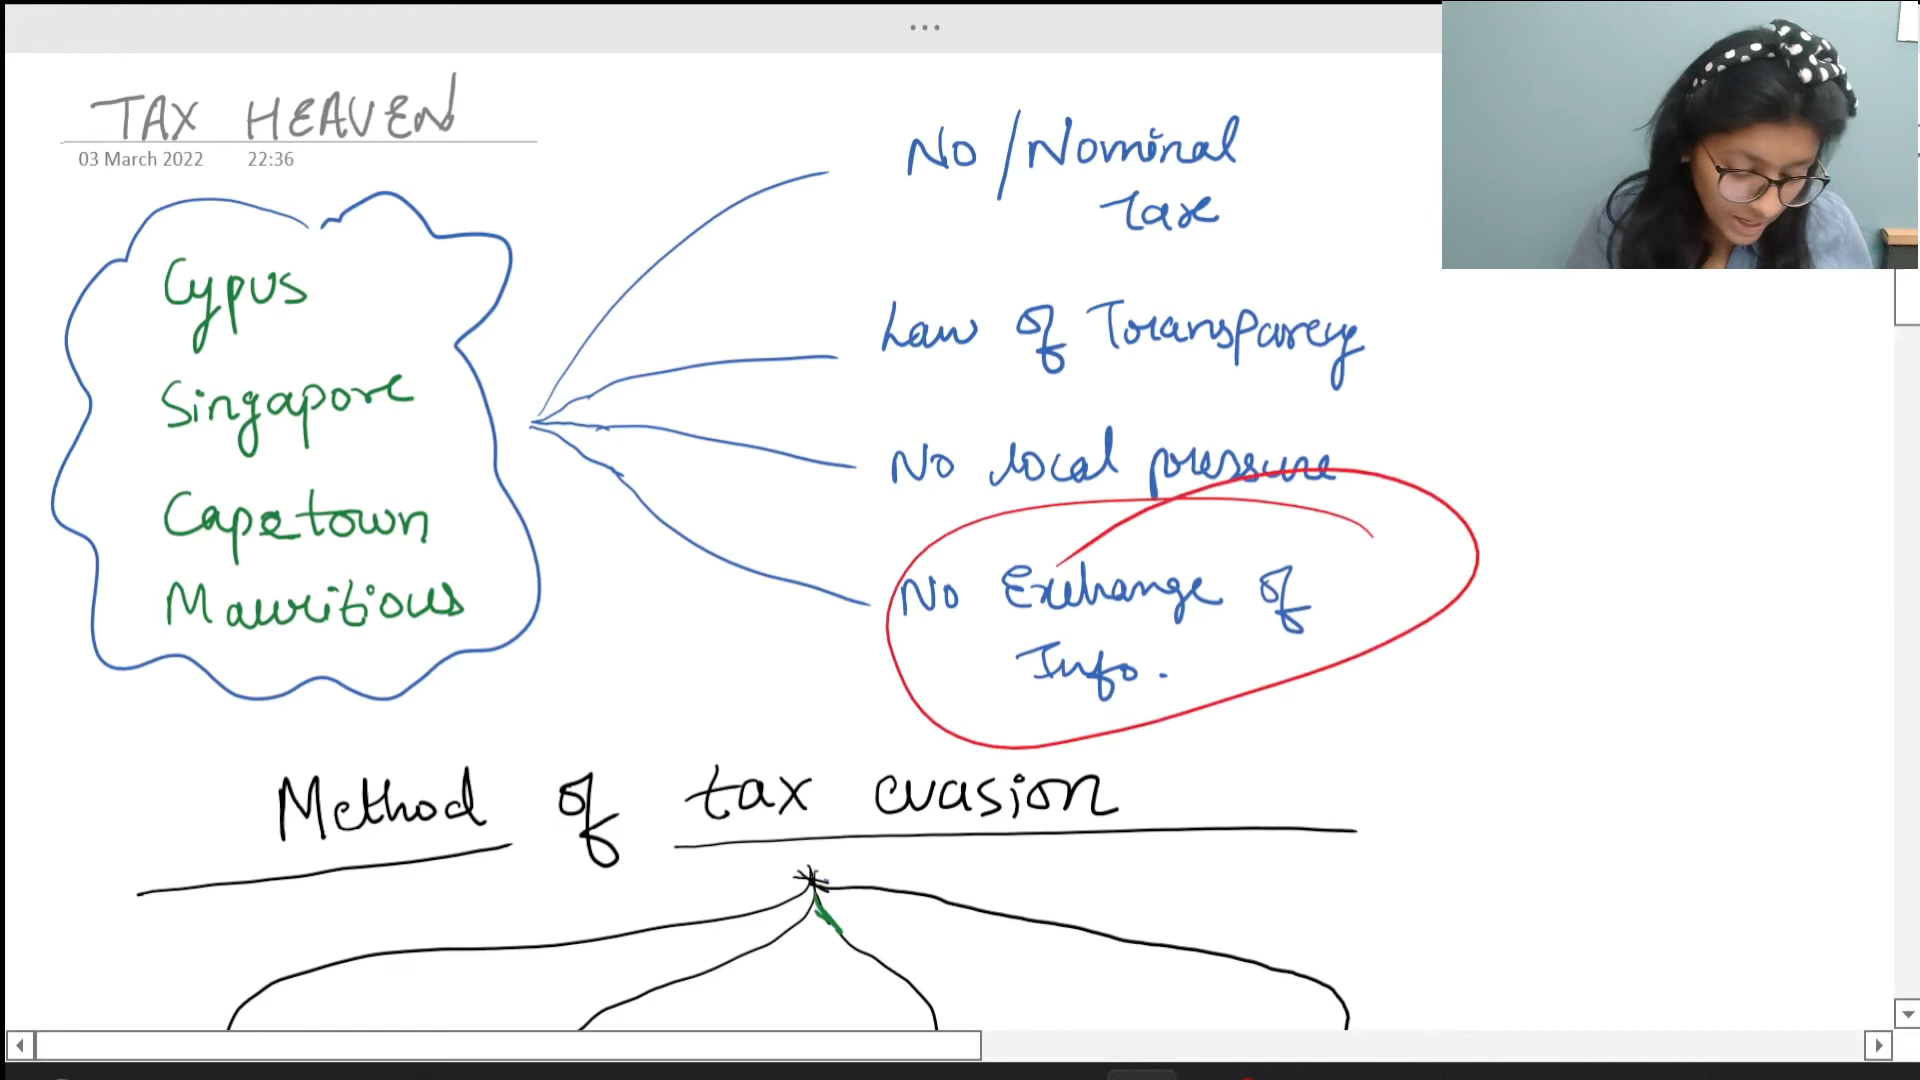 TAX HEAVEN
03 March 2022 22:36
Cypus
Singapore
Capetown
Mauritious
No / Nominal
tax
Law of Transparecy
No local pressure
No Exchange of
Info.
Method of tax evasion